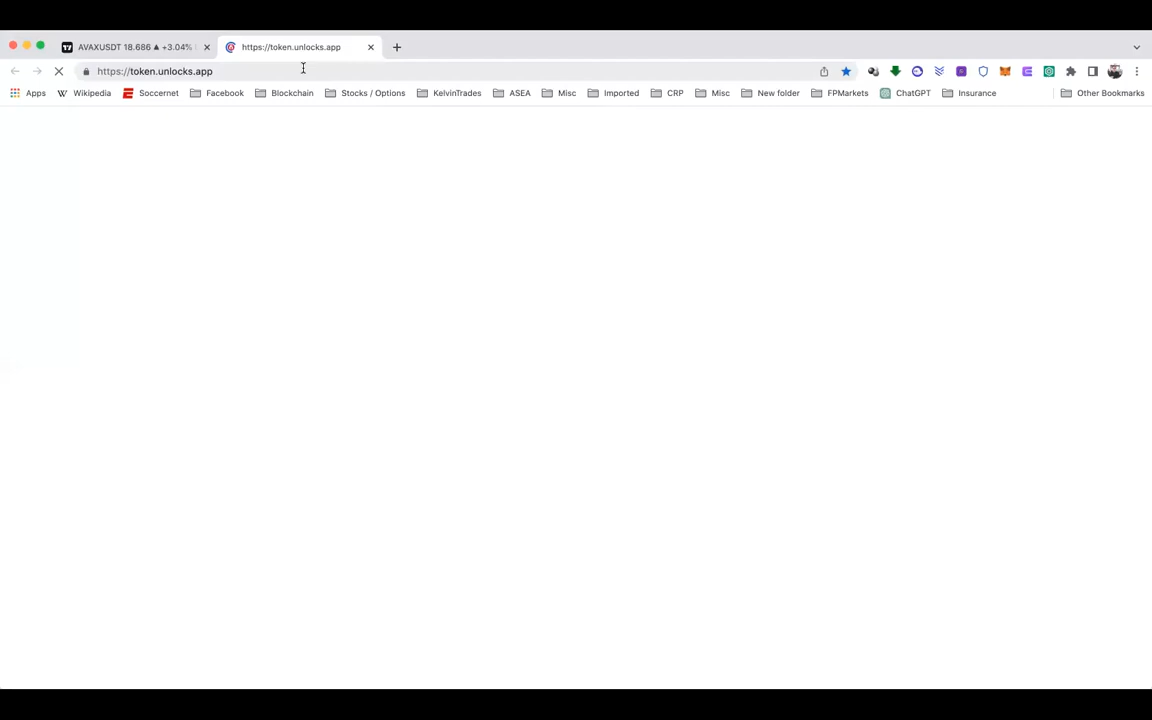 AVAXUSDT 18.686 ▲ +3.04%
https://token.unlocks.app
https://token.unlocks.app
Apps
Wikipedia
Soccernet
Facebook
Blockchain
Stocks / Options
KelvinTrades
ASEA
Misc
Imported
CRP
Misc
New folder
FPMarkets
ChatGPT
Insurance
Other Bookmarks